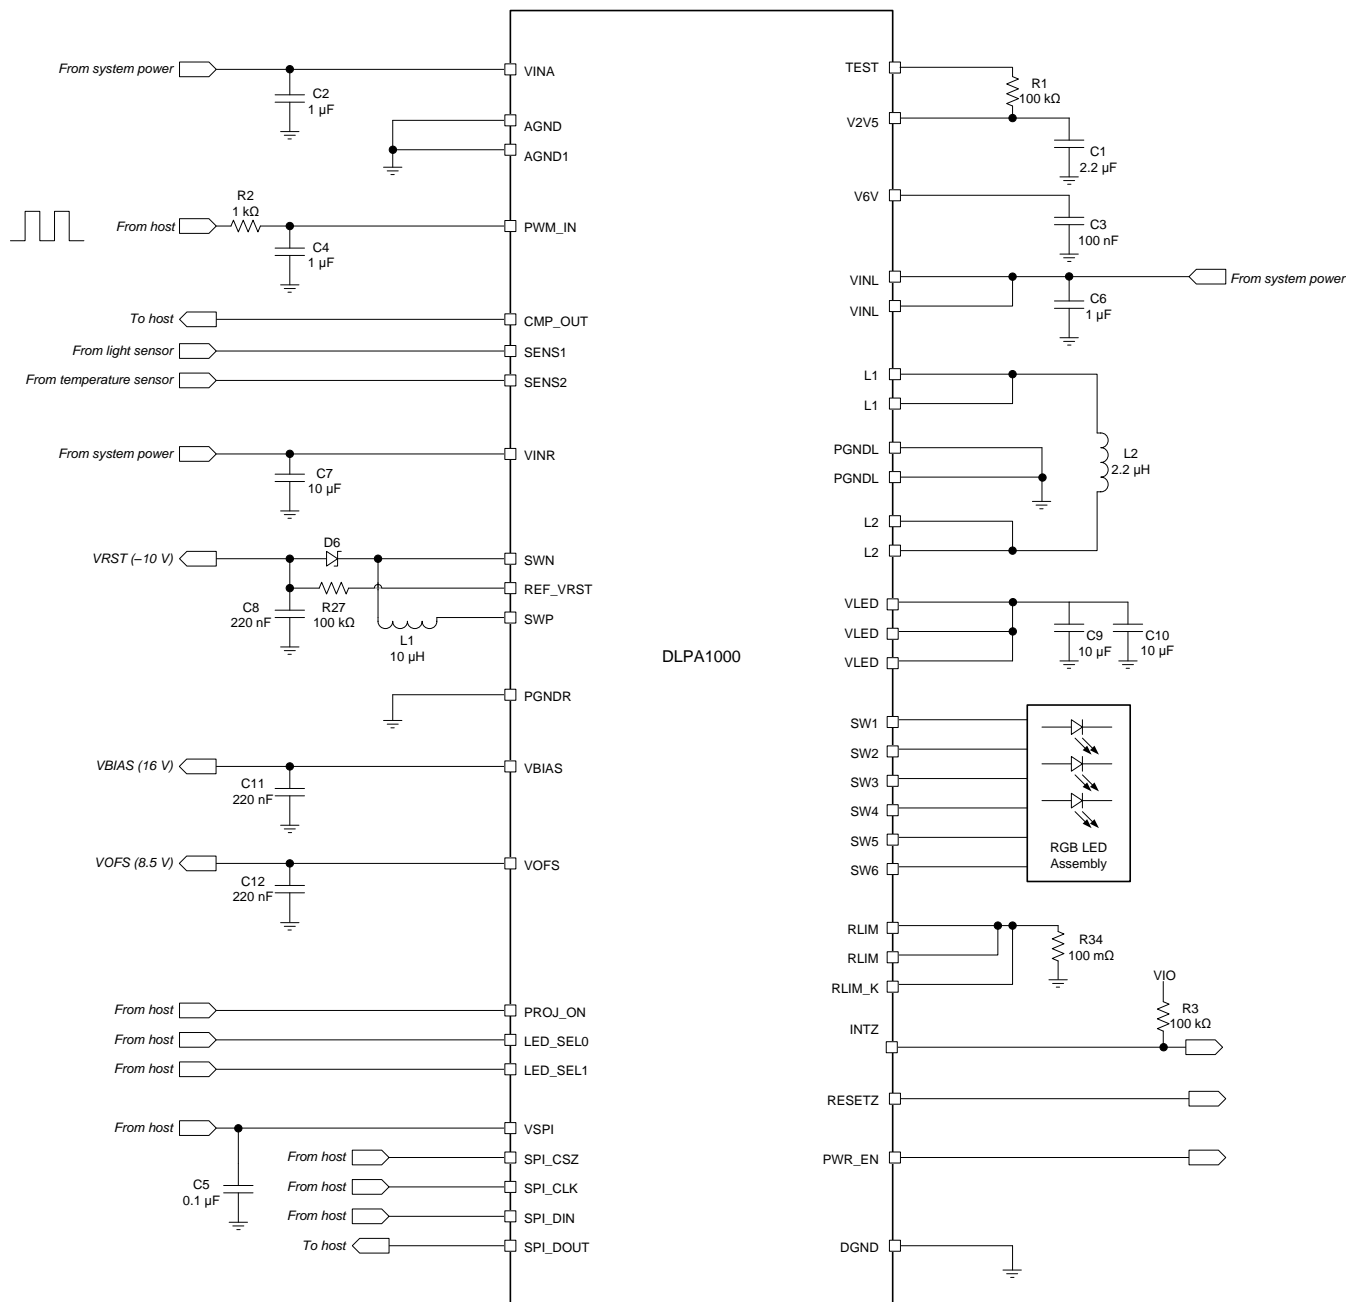 From system power
VINA
C2
1 µF
AGND
AGND1
R2
1 kΩ
From host
PWM_IN
C4
1 µF
To host
CMP_OUT
From light sensor
SENS1
From temperature sensor
SENS2
From system power
VINR
C7
10 µF
VRST (–10 V)
D6
SWN
REF_VRST
C8
220 nF
R27
100 kΩ
SWP
L1
10 µH
PGNDR
VBIAS (16 V)
VBIAS
C11
220 nF
VOFS (8.5 V)
VOFS
C12
220 nF
From host
PROJ_ON
From host
LED_SEL0
From host
LED_SEL1
From host
VSPI
From host
SPI_CSZ
C5
0.1 µF
From host
SPI_CLK
From host
SPI_DIN
To host
SPI_DOUT
DLPA1000
TEST
R1
100 kΩ
V2V5
C1
2.2 µF
V6V
C3
100 nF
VINL
From system power
VINL
C6
1 µF
L1
L1
PGNDL
PGNDL
L2
2.2 µH
L2
L2
VLED
VLED
VLED
C9
10 µF
C10
10 µF
SW1
SW2
SW3
SW4
SW5
SW6
RGB LED
Assembly
RLIM
RLIM
RLIM_K
R34
100 mΩ
VIO
R3
100 kΩ
INTZ
RESETZ
PWR_EN
DGND